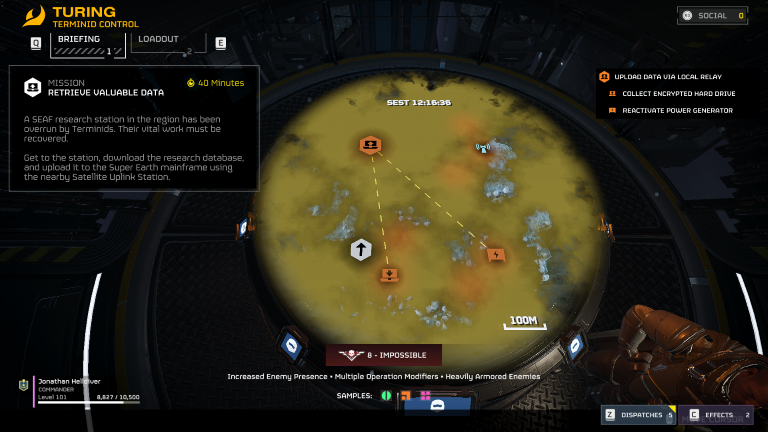 TURING
TERMINID CONTROL
Q
BRIEFING
1
LOADOUT
2
E
SOCIAL 0
MISSION
RETRIEVE VALUABLE DATA
40 Minutes
A SEAF research station in the region has been
overrun by Terminids. Their vital work must be
recovered.
Get to the station, download the research database,
and upload it to the Super Earth mainframe using
the nearby Satellite Uplink Station.
UPLOAD DATA VIA LOCAL RELAY
COLLECT ENCRYPTED HARD DRIVE
REACTIVATE POWER GENERATOR
SEST 12:16:36
100M
8 - IMPOSSIBLE
Increased Enemy Presence • Multiple Operation Modifiers • Heavily Armored Enemies
SAMPLES:
Jonathan Helldiver
COMMANDER
Level 101
8,827 / 10,500
Z DISPATCHES 5
C EFFECTS 2